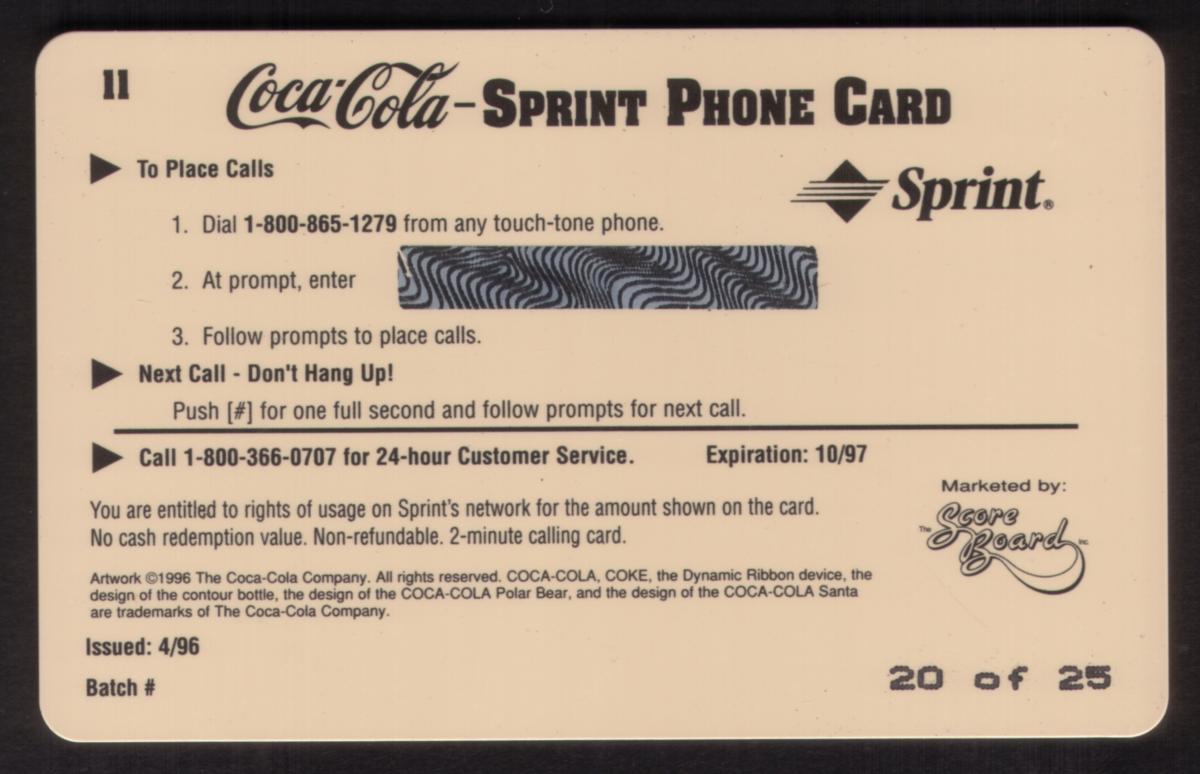 11
Coca-Cola – SPRINT PHONE CARD
To Place Calls
Sprint®
1. Dial 1-800-865-1279 from any touch-tone phone.
2. At prompt, enter
3. Follow prompts to place calls.
Next Call - Don't Hang Up!
Push [#] for one full second and follow prompts for next call.
Call 1-800-366-0707 for 24-hour Customer Service. Expiration: 10/97
Marketed by:
The Score Board Inc.
You are entitled to rights of usage on Sprint's network for the amount shown on the card.
No cash redemption value. Non-refundable. 2-minute calling card.
Artwork ©1996 The Coca-Cola Company. All rights reserved. COCA-COLA, COKE, the Dynamic Ribbon device, the
design of the contour bottle, the design of the COCA-COLA Polar Bear, and the design of the COCA-COLA Santa
are trademarks of The Coca-Cola Company.
Issued: 4/96
Batch #
20 of 25